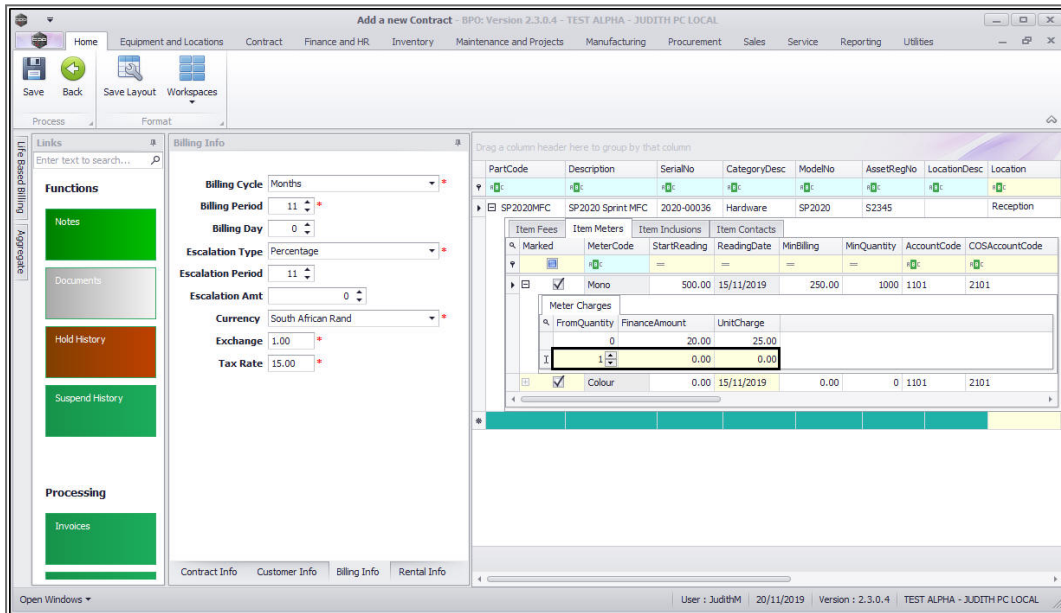 Add a new Contract - BPO: Version 2.3.0.4 - TEST ALPHA - JUDITH PC LOCAL
Home Equipment and Locations Contract Finance and HR Inventory Maintenance and Projects Manufacturing Procurement Sales Service Reporting Utilities
Save Back Save Layout Workspaces
Process Format
Life Based Billing
Aggregate
Links
Enter text to search...
Functions
Notes
Documents
Hold History
Suspend History
Processing
Invoices
Billing Info
Billing Cycle Months *
Billing Period 11 *
Billing Day 0
Escalation Type Percentage *
Escalation Period 11
Escalation Amt 0
Currency South African Rand *
Exchange 1.00 *
Tax Rate 15.00 *
Contract Info Customer Info Billing Info Rental Info
Drag a column header here to group by that column
PartCode Description SerialNo CategoryDesc ModelNo AssetRegNo LocationDesc Location
SP2020MFC SP2020 Sprint MFC 2020-00036 Hardware SP2020 S2345 Reception
Item Fees Item Meters Item Inclusions Item Contacts
Marked MeterCode StartReading ReadingDate MinBilling MinQuantity AccountCode COSAccountCode
= = = =
Mono 500.00 15/11/2019 250.00 1000 1101 2101
Meter Charges
FromQuantity FinanceAmount UnitCharge
0 20.00 25.00
1 0.00 0.00
Colour 0.00 15/11/2019 0.00 0 1101 2101
Open Windows User : JudithM 20/11/2019 Version : 2.3.0.4 TEST ALPHA - JUDITH PC LOCAL